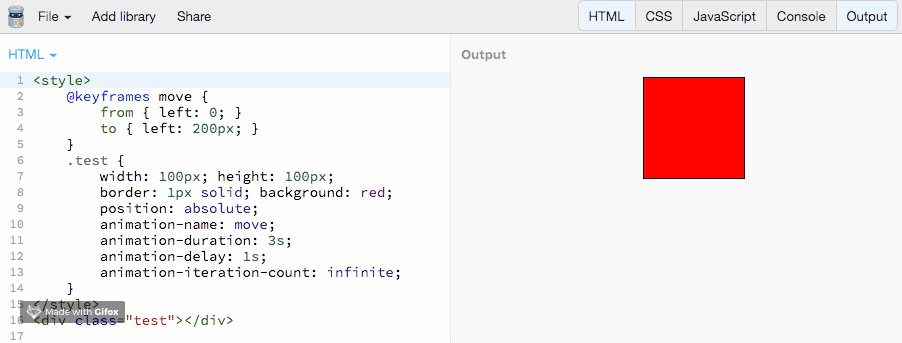 File Add library Share HTML CSS JavaScript Console Output
HTML
Output
1 <style>
2 @keyframes move {
3 from { left: 0; }
4 to { left: 200px; }
5 }
6 .test {
7 width: 100px; height: 100px;
8 border: 1px solid; background: red;
9 position: absolute;
10 animation-name: move;
11 animation-duration: 3s;
12 animation-delay: 1s;
13 animation-iteration-count: infinite;
14 }
15 </style>
Made with Gifox
16 <div class="test"></div>
17